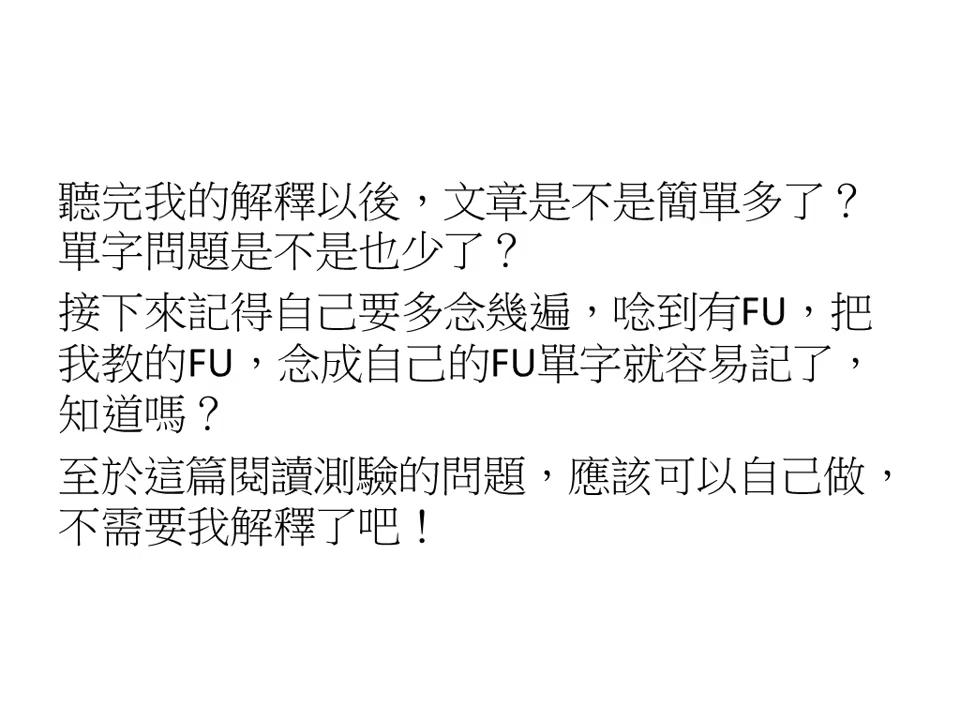 聽完我的解釋以後，文章是不是簡單多了？
單字問題是不是也少了？
接下來記得自己要多念幾遍，唸到有FU，把
我教的FU，念成自己的FU單字就容易記了，
知道嗎？
至於這篇閱讀測驗的問題，應該可以自己做，
不需要我解釋了吧！